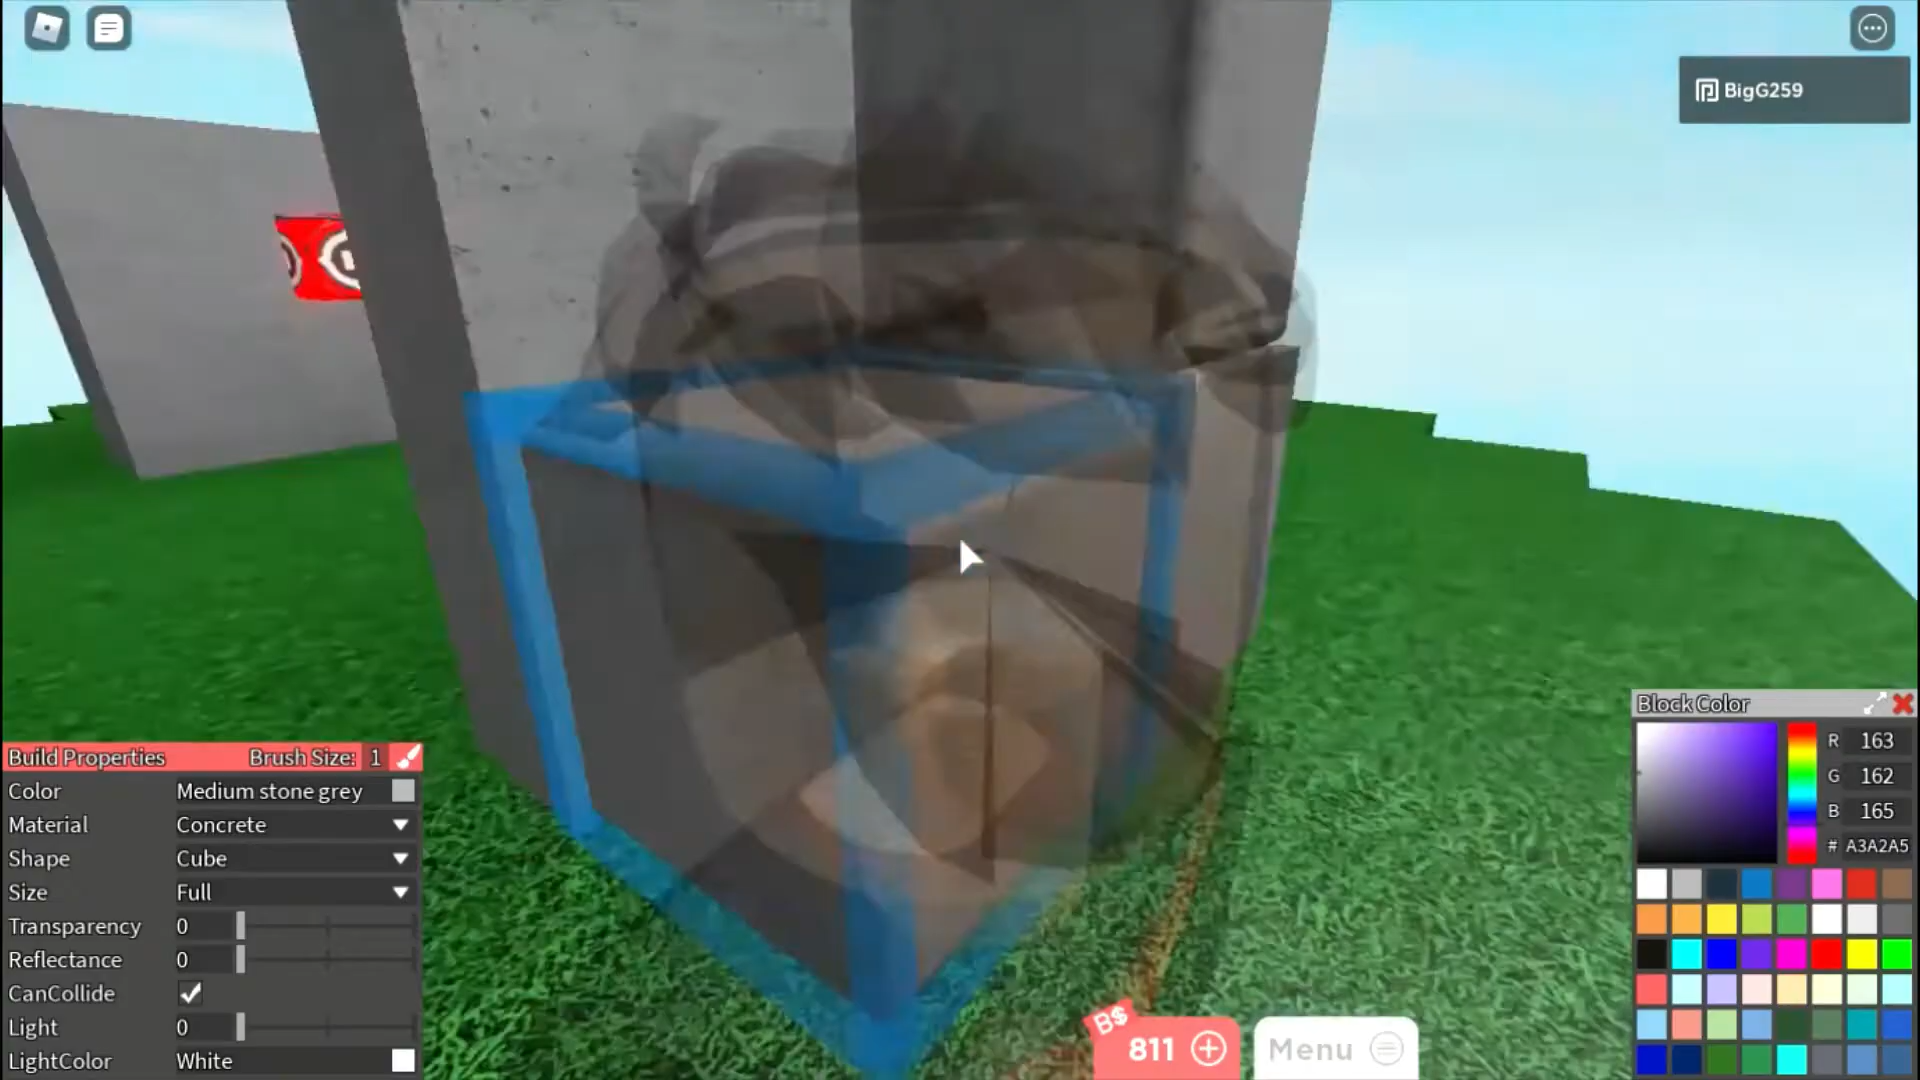 BigG259
Build Properties Brush Size: 1
Color Medium stone grey
Material Concrete
Shape Cube
Size Full
Transparency 0
Reflectance 0
CanCollide
Light 0
LightColor White
Block Color
R 163
G 162
B 165
# A3A2A5
B$
811
Menu